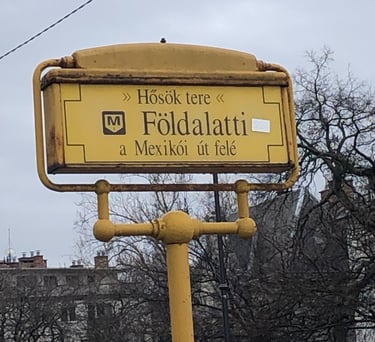 » Hősök tere «
M Földalatti
a Mexikói út felé